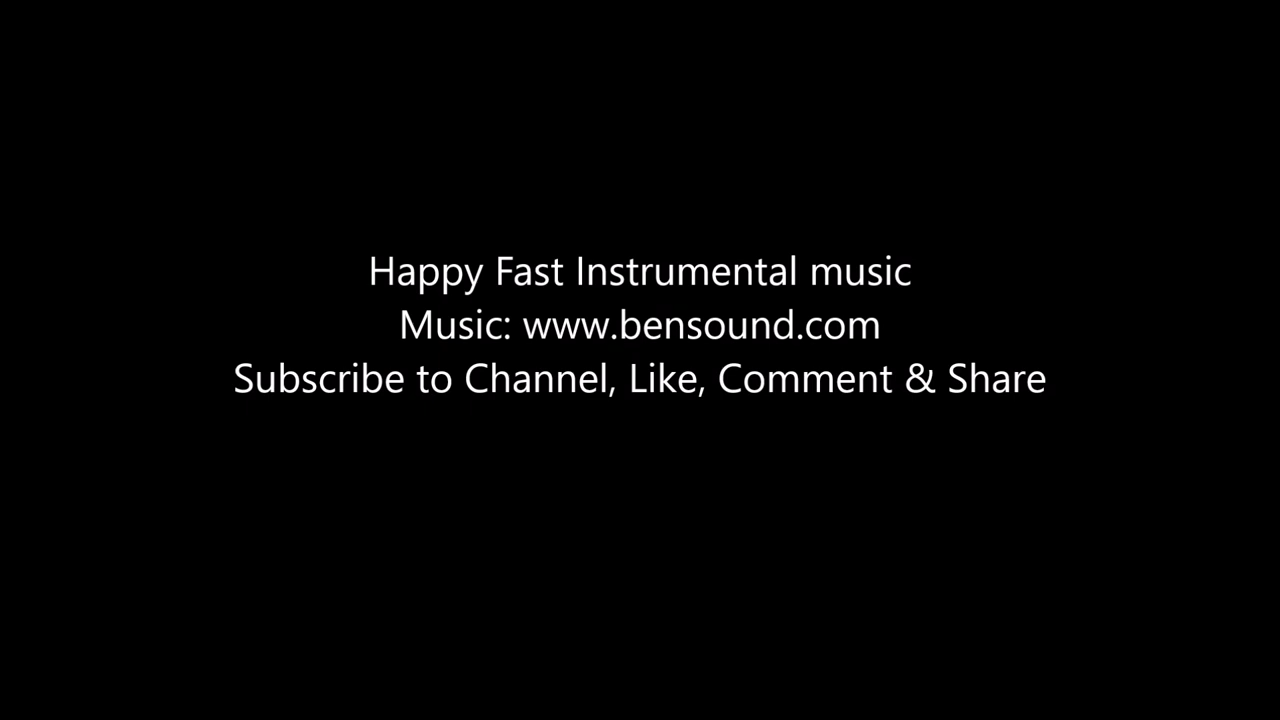 Happy Fast Instrumental music
Music: www.bensound.com
Subscribe to Channel, Like, Comment & Share